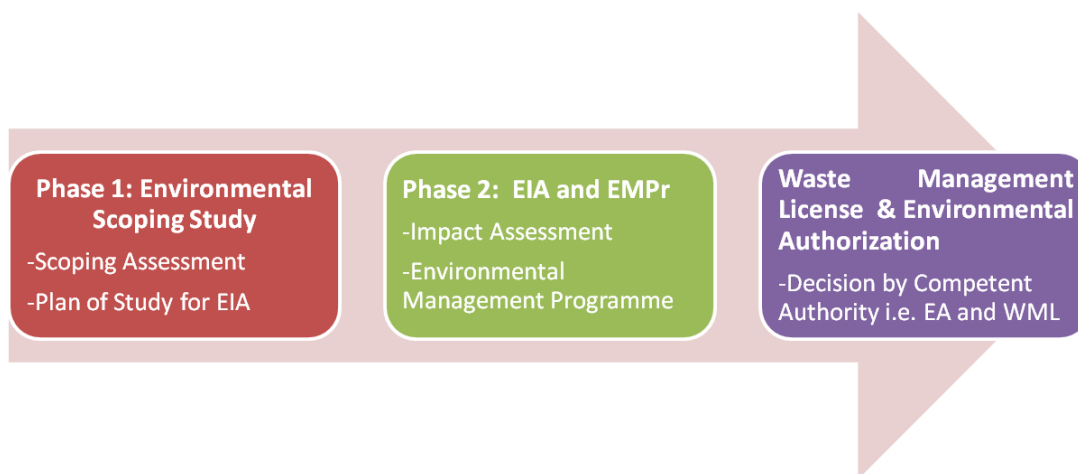 Phase 1: Environmental
Scoping Study
-Scoping Assessment
-Plan of Study for EIA
Phase 2: EIA and EMPr
-Impact Assessment
-Environmental
Management Programme
Waste Management
License & Environmental
Authorization
-Decision by Competent
Authority i.e. EA and WML